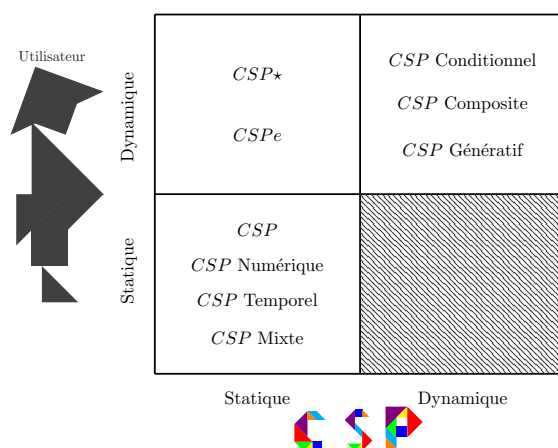 Utilisateur
Dynamique
CSP⋆
CSPe
CSP Conditionnel
CSP Composite
CSP Génératif
Statique
CSP
CSP Numérique
CSP Temporel
CSP Mixte
Statique
Dynamique
CSP